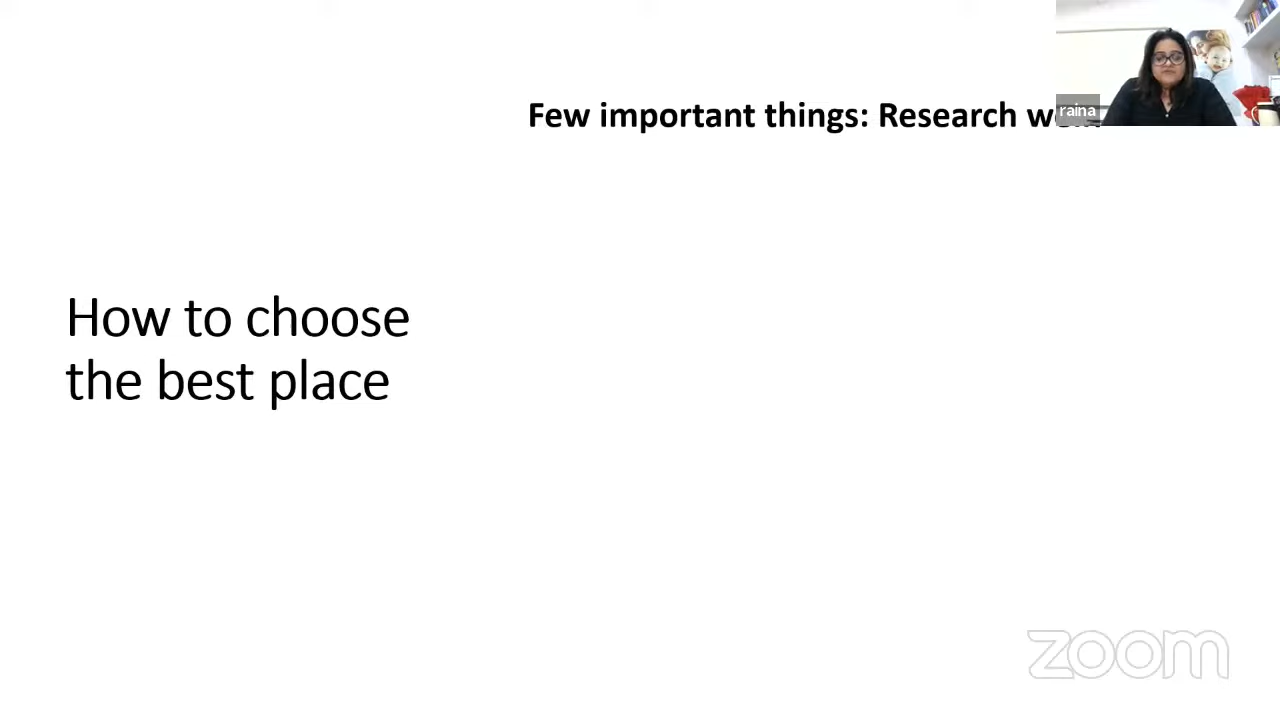 Few important things: Research
raina
How to choose
the best place
zoom